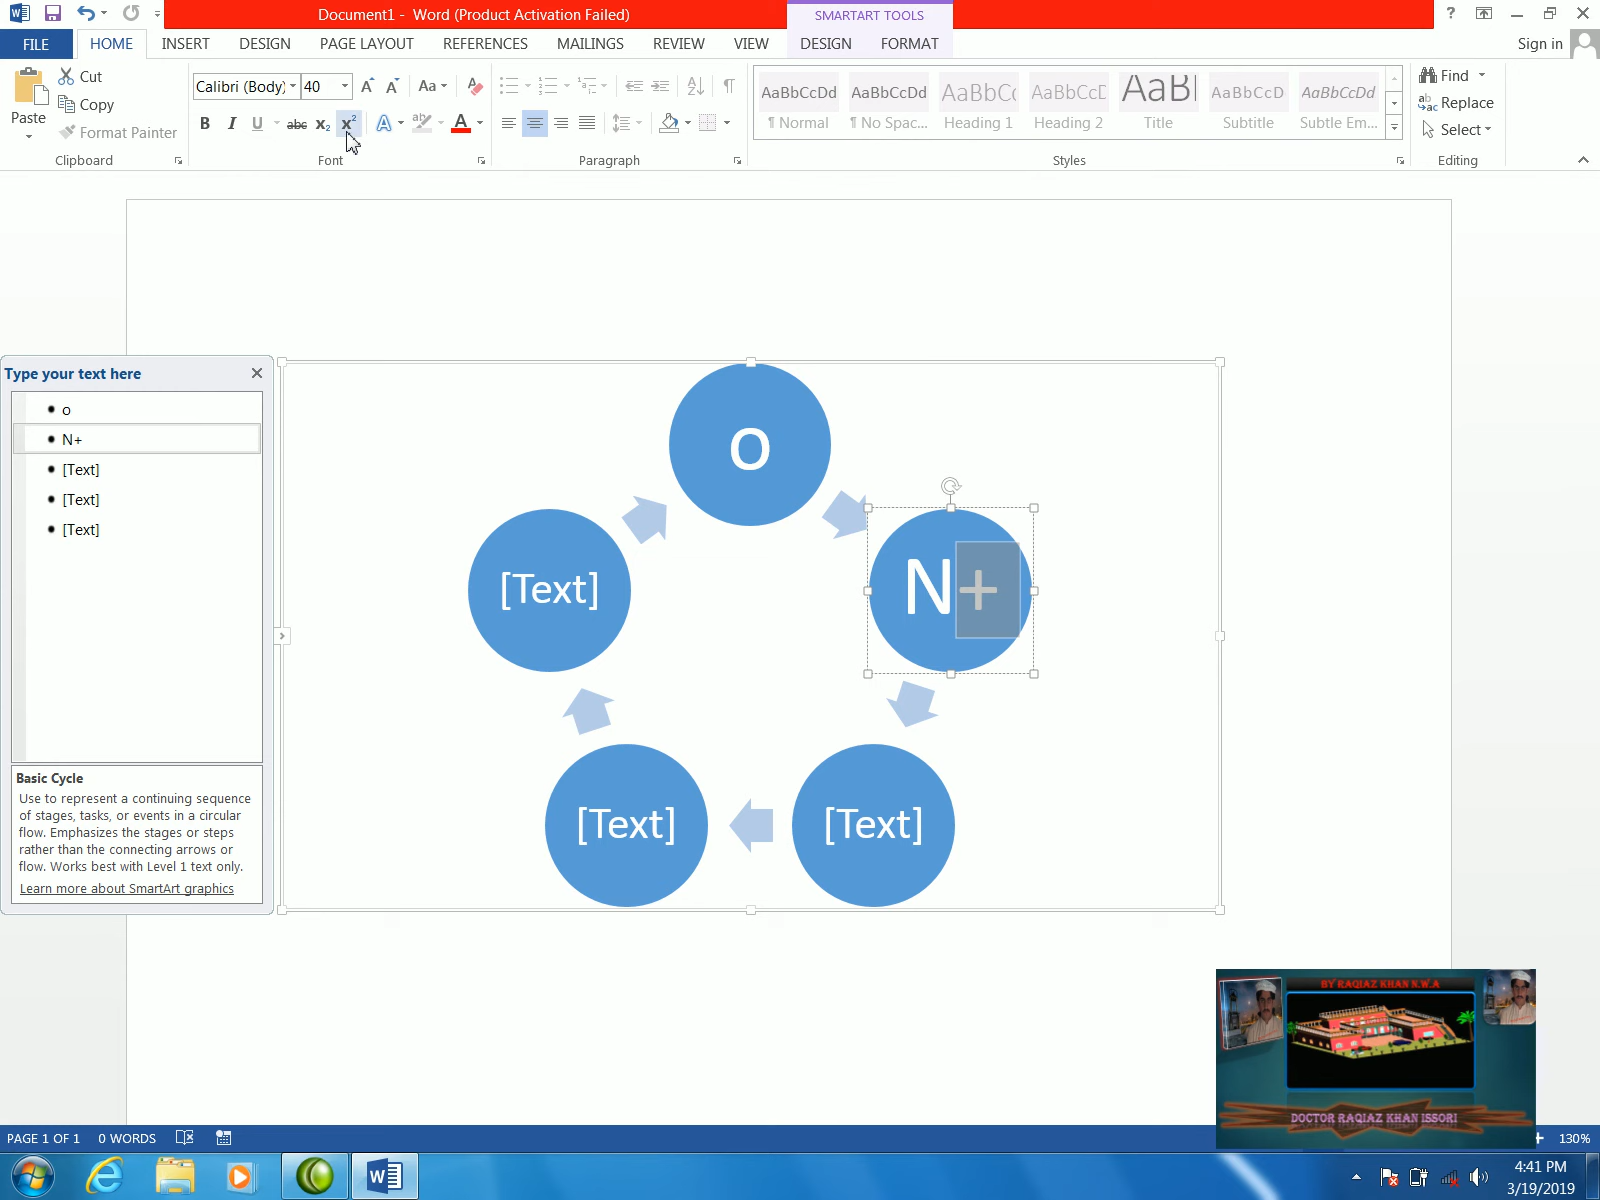 Document1 - Word (Product Activation Failed)
SMARTART TOOLS
?
FILE
HOME
INSERT
DESIGN
PAGE LAYOUT
REFERENCES
MAILINGS
REVIEW
VIEW
DESIGN
FORMAT
Sign in
Paste
Cut
Copy
Format Painter
Clipboard
Calibri (Body)
40
Aa
B I U abc x₂ x²
A
A
Font
Paragraph
AaBbCcDd
¶ Normal
AaBbCcDd
¶ No Spac...
AaBbCc
Heading 1
AaBbCcD
Heading 2
AaBl
Title
AaBbCcD
Subtitle
AaBbCcDd
Subtle Em...
Styles
Find
Replace
Select
Editing
Type your text here
o
N+
[Text]
[Text]
[Text]
Basic Cycle
Use to represent a continuing sequence
of stages, tasks, or events in a circular
flow. Emphasizes the stages or steps
rather than the connecting arrows or
flow. Works best with Level 1 text only.
Learn more about SmartArt graphics
o
N+
[Text]
[Text]
[Text]
BY RAQIAZ KHAN N.W.A
DOCTOR RAQIAZ KHAN ISSORI
PAGE 1 OF 1
0 WORDS
130%
4:41 PM
3/19/2019